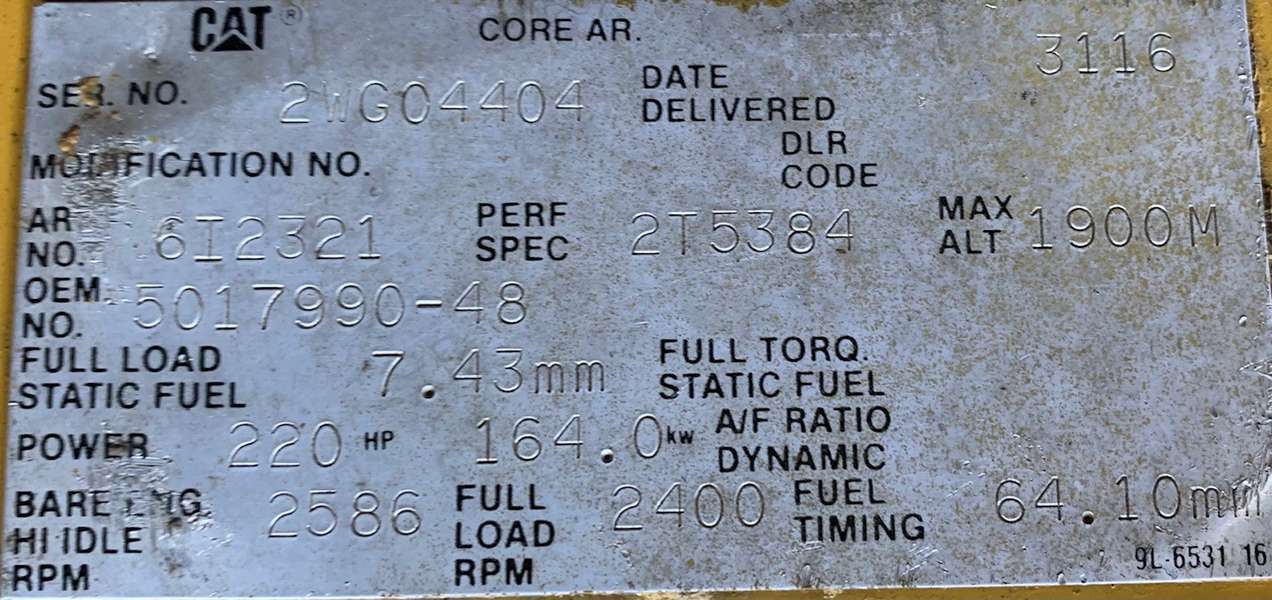 CAT® CORE AR. 3116
SER. NO. 2WG04404 DATE DELIVERED
DLR CODE
MODIFICATION NO.
AR NO. 6I2321 PERF SPEC 2T5384 MAX ALT 1900M
OEM NO. 5017990-48
FULL LOAD STATIC FUEL 7.43mm FULL TORQ. STATIC FUEL
POWER 220 HP 164.0 kW A/F RATIO DYNAMIC
BARE ENG. HI IDLE RPM 2586 FULL LOAD RPM 2400 FUEL TIMING 64.10mm
9L-6531 16